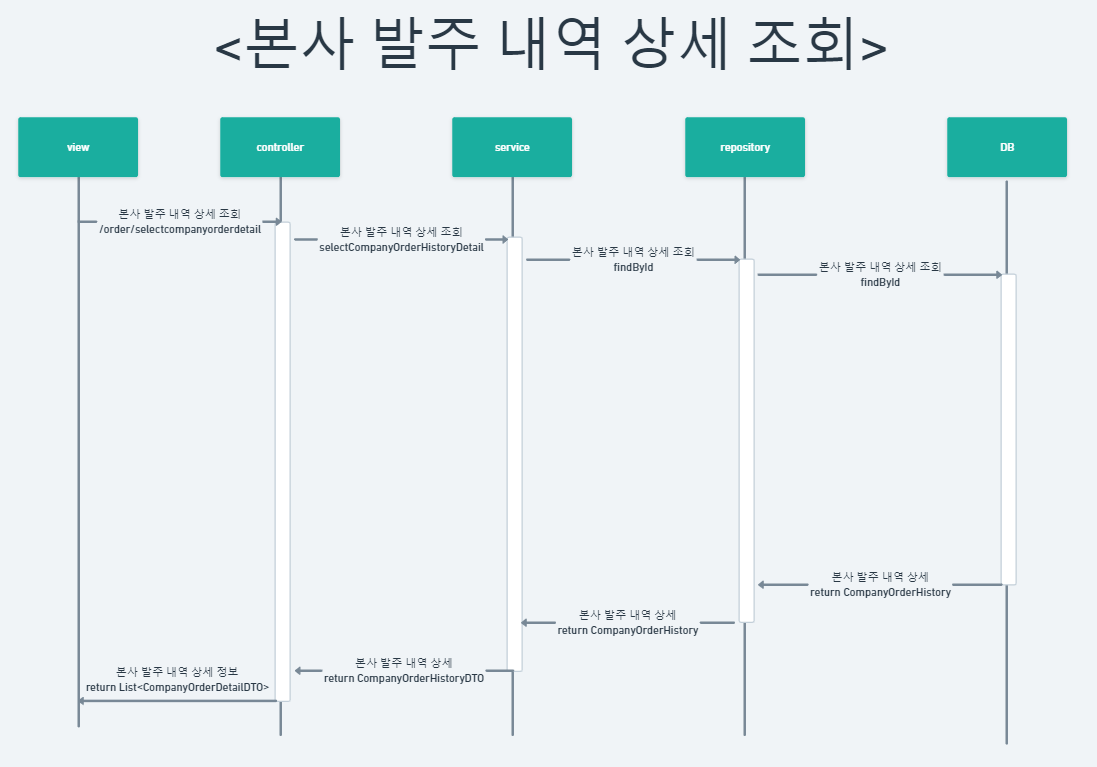 <본사 발주 내역 상세 조회>
view
controller
service
repository
DB
본사 발주 내역 상세 조회
/order/selectcompanyorderdetail
본사 발주 내역 상세 조회
selectCompanyOrderHistoryDetail
본사 발주 내역 상세 조회
findById
본사 발주 내역 상세 조회
findById
본사 발주 내역 상세
return CompanyOrderHistory
본사 발주 내역 상세
return CompanyOrderHistory
본사 발주 내역 상세
return CompanyOrderHistoryDTO
본사 발주 내역 상세 정보
return List<CompanyOrderDetailDTO>